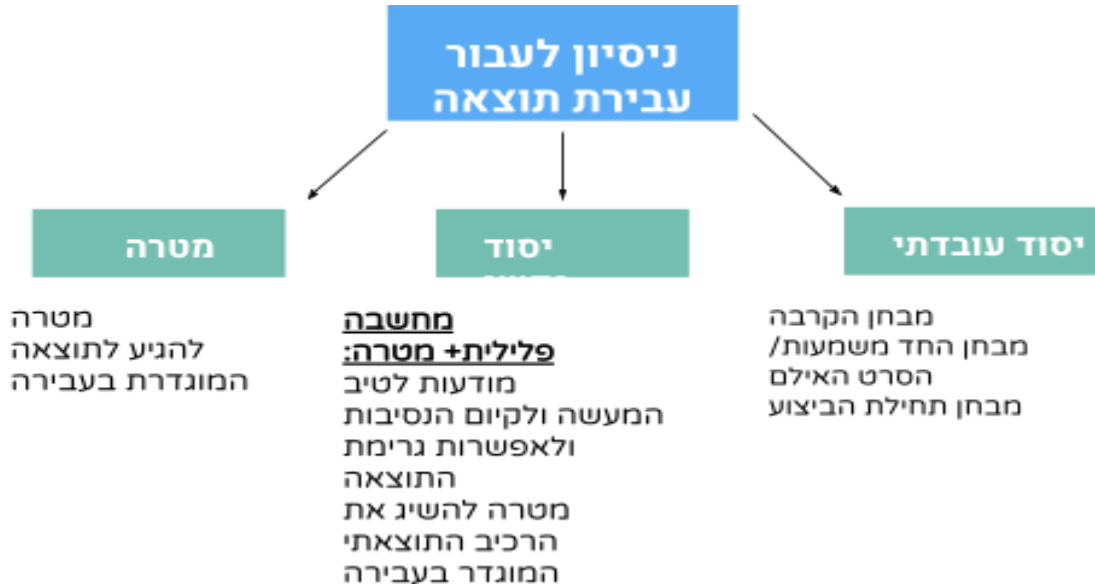 ניסיון לעבור
עבירת תוצאה
יסוד עובדתי
מבחן הקרבה
מבחן החד משמעות/
הסרט האילם
מבחן תחילת הביצוע
יסוד
מחשבה
פלילית+ מטרה:
מודעות לטיב
המעשה ולקיום הנסיבות
ולאפשרות גרימת
התוצאה
מטרה להשיג את
הרכיב התוצאתי
המוגדר בעבירה
מטרה
מטרה
להגיע לתוצאה
המוגדרת בעבירה